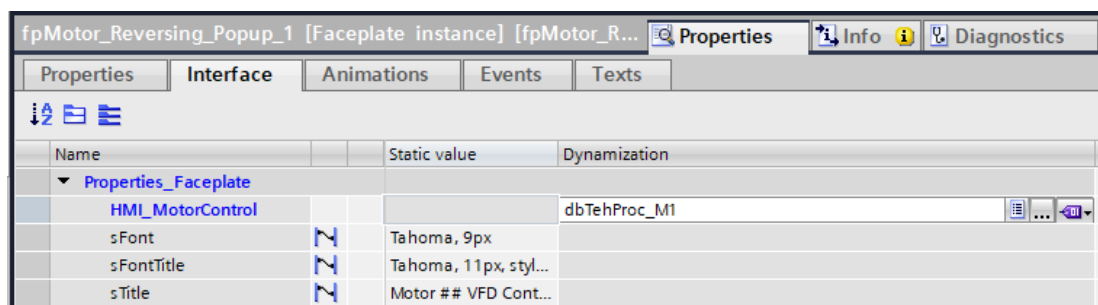 fpMotor_Reversing_Popup_1 [Faceplate instance] [fpMotor_R... Properties Info Diagnostics
Properties Interface Animations Events Texts
Name Static value Dynamization
Properties_Faceplate
HMI_MotorControl dbTehProc_M1 ...
sFont Tahoma, 9px
sFontTitle Tahoma, 11px, styl...
sTitle Motor ## VFD Cont...